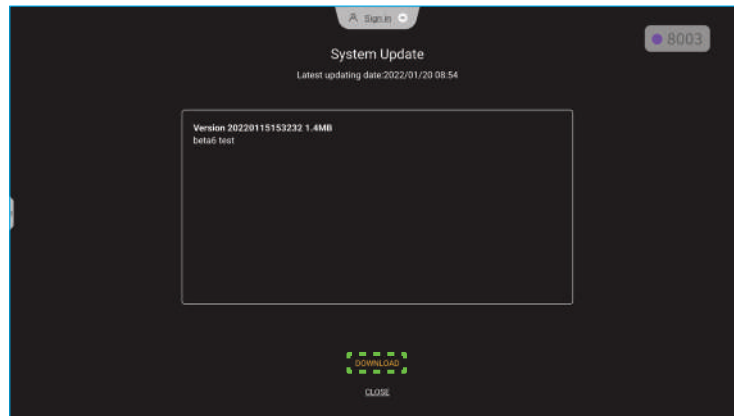 Sign in
8003
System Update
Latest updating date:2022/01/20 08:54
Version 20220115153232 1.4MB
beta6 test
DOWNLOAD
CLOSE